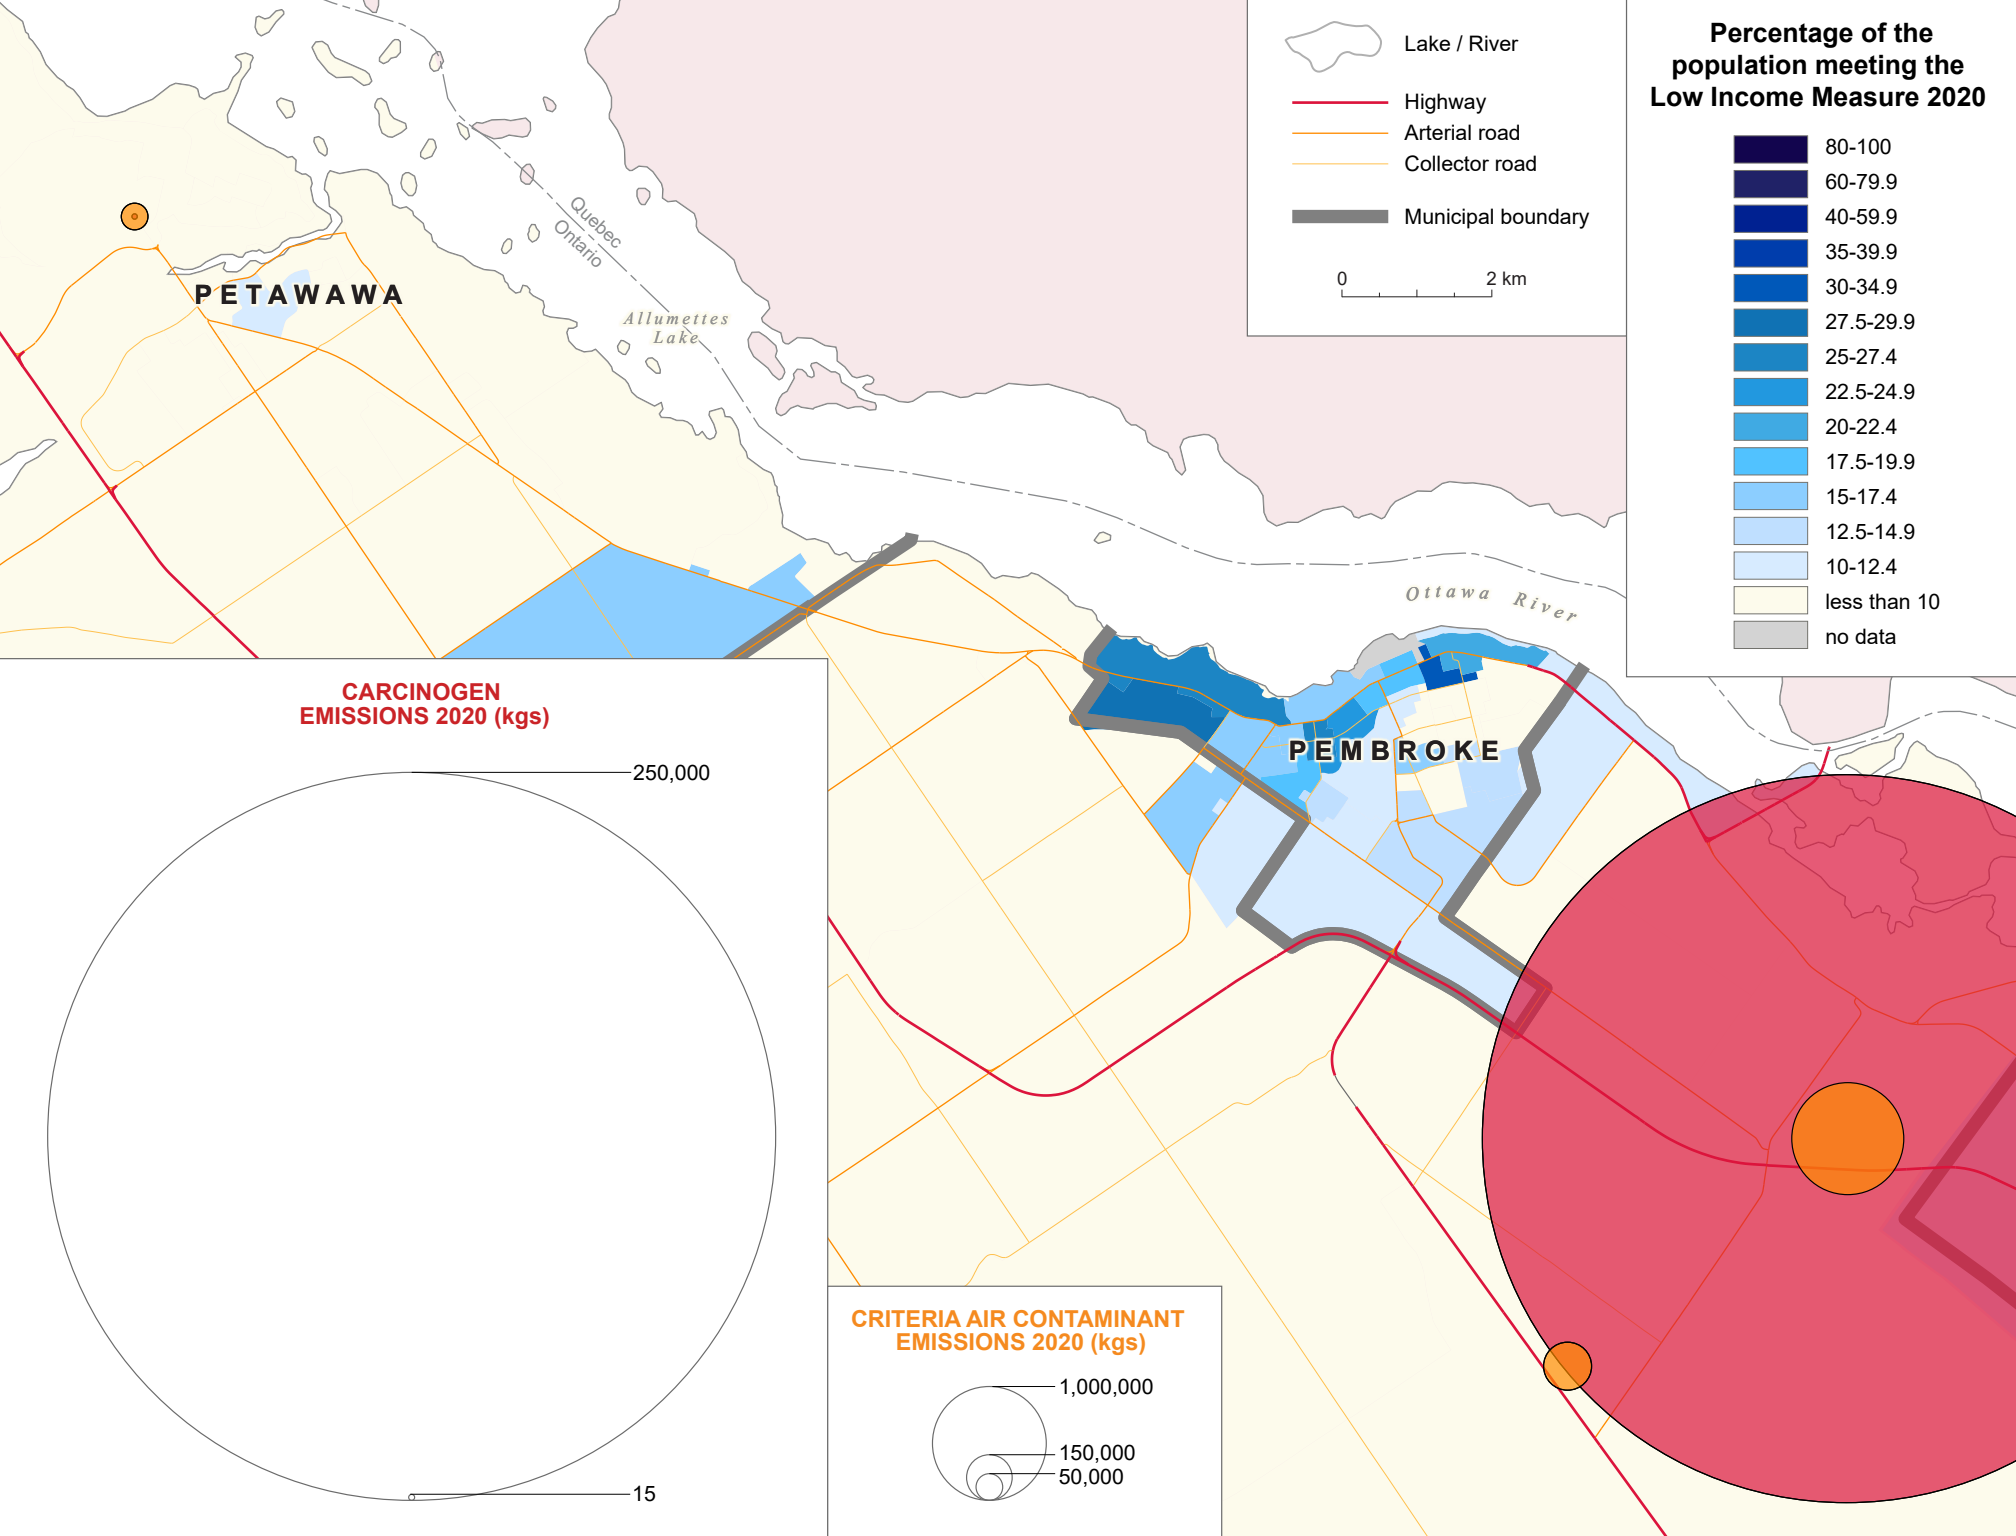 Quebec
Ontario
PETAWAWA
Allumettes
Lake
Ottawa River
PEMBROKE
Lake / River
Highway
Arterial road
Collector road
Municipal boundary
0 2 km
Percentage of the
population meeting the
Low Income Measure 2020
80-100
60-79.9
40-59.9
35-39.9
30-34.9
27.5-29.9
25-27.4
22.5-24.9
20-22.4
17.5-19.9
15-17.4
12.5-14.9
10-12.4
less than 10
no data
CARCINOGEN
EMISSIONS 2020 (kgs)
250,000
15
CRITERIA AIR CONTAMINANT
EMISSIONS 2020 (kgs)
1,000,000
150,000
50,000